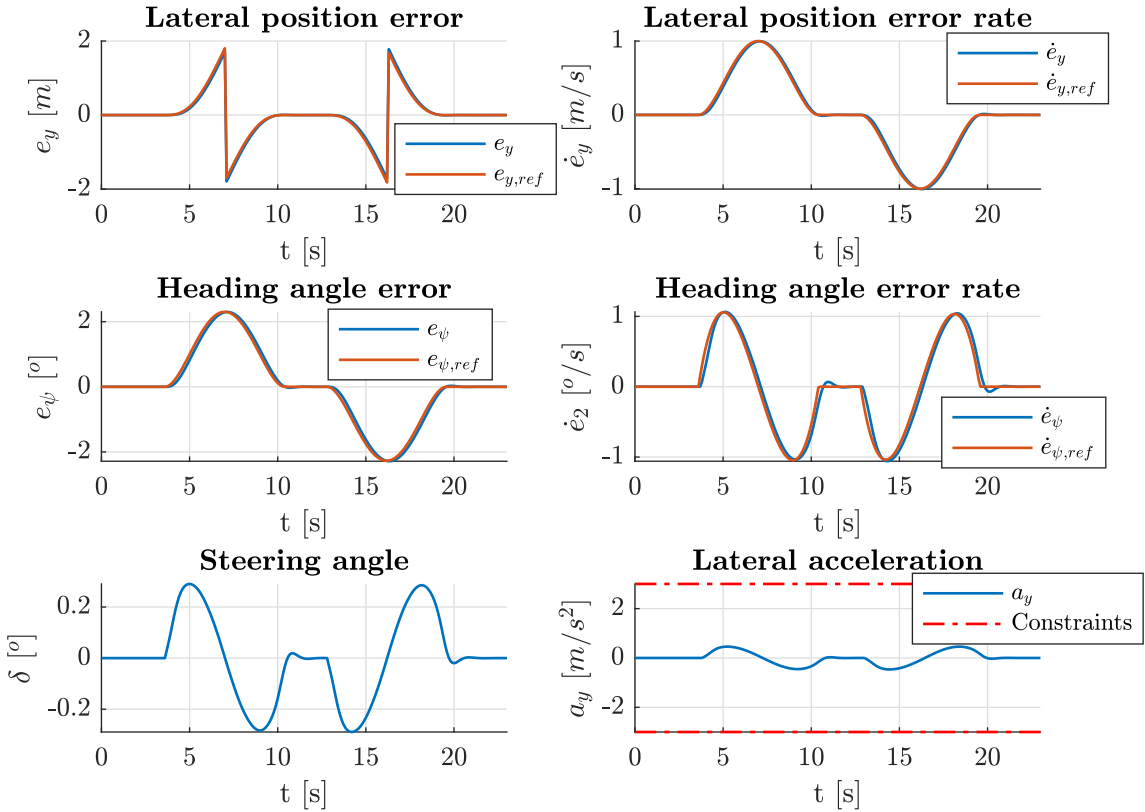 Lateral position error
e_y [m]
2
0
-2
0 5 10 15 20
t [s]
e_y
e_{y,ref}
Lateral position error rate
ė_y [m/s]
1
0
-1
0 5 10 15 20
t [s]
ė_y
ė_{y,ref}
Heading angle error
e_ψ [º]
2
0
-2
0 5 10 15 20
t [s]
e_ψ
e_{ψ,ref}
Heading angle error rate
ė_2 [º/s]
1
0
-1
0 5 10 15 20
t [s]
ė_ψ
ė_{ψ,ref}
Steering angle
δ [º]
0.2
0
-0.2
0 5 10 15 20
t [s]
Lateral acceleration
a_y [m/s²]
2
0
-2
0 5 10 15 20
t [s]
a_y
Constraints